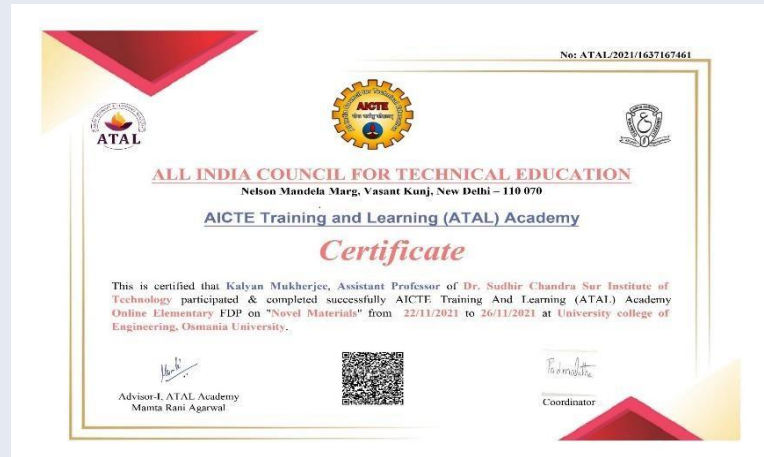 No: ATAL/2021/1637167461
ATAL
AICTE
ALL INDIA COUNCIL FOR TECHNICAL EDUCATION
Nelson Mandela Marg, Vasant Kunj, New Delhi – 110 070
AICTE Training and Learning (ATAL) Academy
Certificate
This is certified that Kalyan Mukherjee, Assistant Professor of Dr. Sudhir Chandra Sur Institute of
Technology participated & completed successfully AICTE Training And Learning (ATAL) Academy
Online Elementary FDP on "Novel Materials" from 22/11/2021 to 26/11/2021 at University college of
Engineering, Osmania University.
Advisor-I, ATAL Academy
Mamta Rani Agarwal
Coordinator